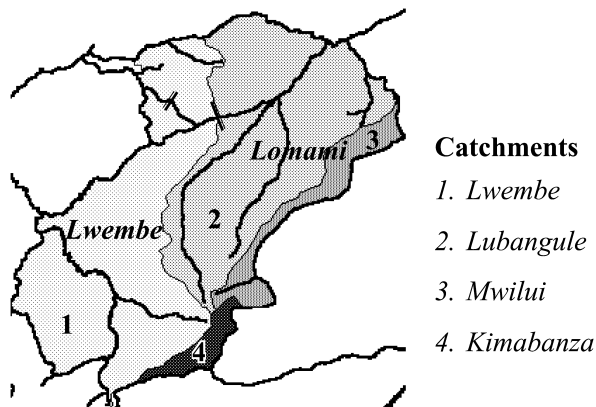 Lomami
3
Lwembe
2
1
4
Catchments
1. Lwembe
2. Lubangule
3. Mwilui
4. Kimabanza